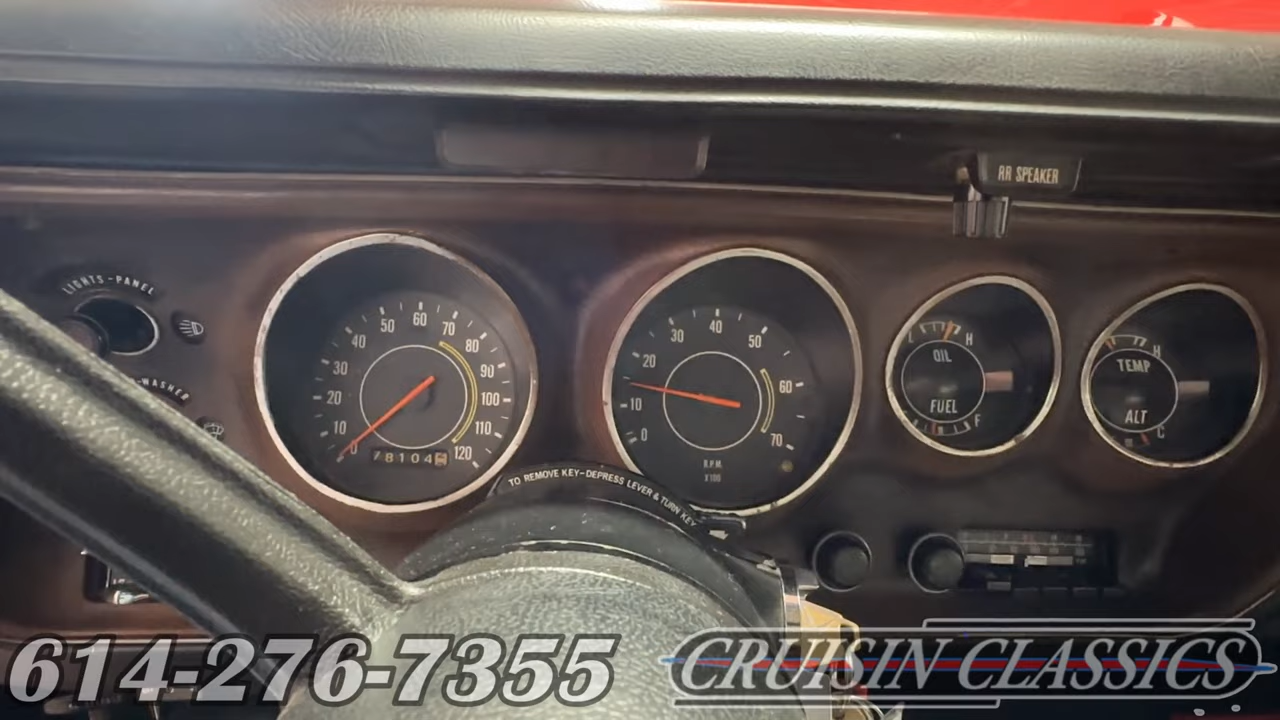 RR SPEAKER
LIGHTS-PANEL
WASHER
0 10 20 30 40 50 60 70 80 90 100 110 120
78104
0 10 20 30 40 50 60 70
R.P.M.
X100
L H
OIL
FUEL
F
H
TEMP
ALT
C
TO REMOVE KEY-DEPRESS LEVER & TURN KEY
614-276-7355
CRUISIN CLASSICS